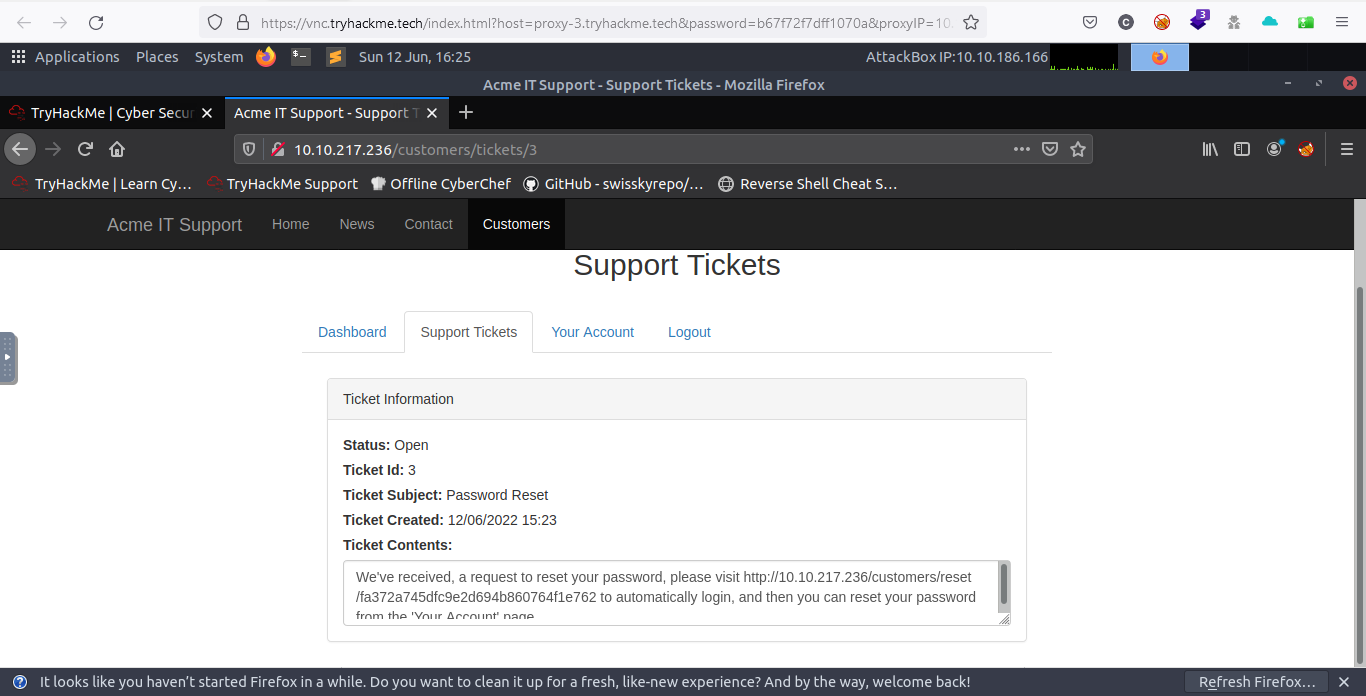 https://vnc.tryhackme.tech/index.html?host=proxy-3.tryhackme.tech&password=b67f72f7dff1070a&proxyIP=10.
C
3
Applications Places System Sun 12 Jun, 16:25 AttackBox IP:10.10.186.166
Acme IT Support - Support Tickets - Mozilla Firefox
TryHackMe | Cyber Secur Acme IT Support - Support T
10.10.217.236/customers/tickets/3
TryHackMe | Learn Cy… TryHackMe Support Offline CyberChef GitHub - swisskyrepo/… Reverse Shell Cheat S…
Acme IT Support Home News Contact Customers
Support Tickets
Dashboard Support Tickets Your Account Logout
Ticket Information
Status: Open
Ticket Id: 3
Ticket Subject: Password Reset
Ticket Created: 12/06/2022 15:23
Ticket Contents:
We've received, a request to reset your password, please visit http://10.10.217.236/customers/reset
/fa372a745dfc9e2d694b860764f1e762 to automatically login, and then you can reset your password
from the 'Your Account' page
It looks like you haven’t started Firefox in a while. Do you want to clean it up for a fresh, like-new experience? And by the way, welcome back! Refresh Firefox…